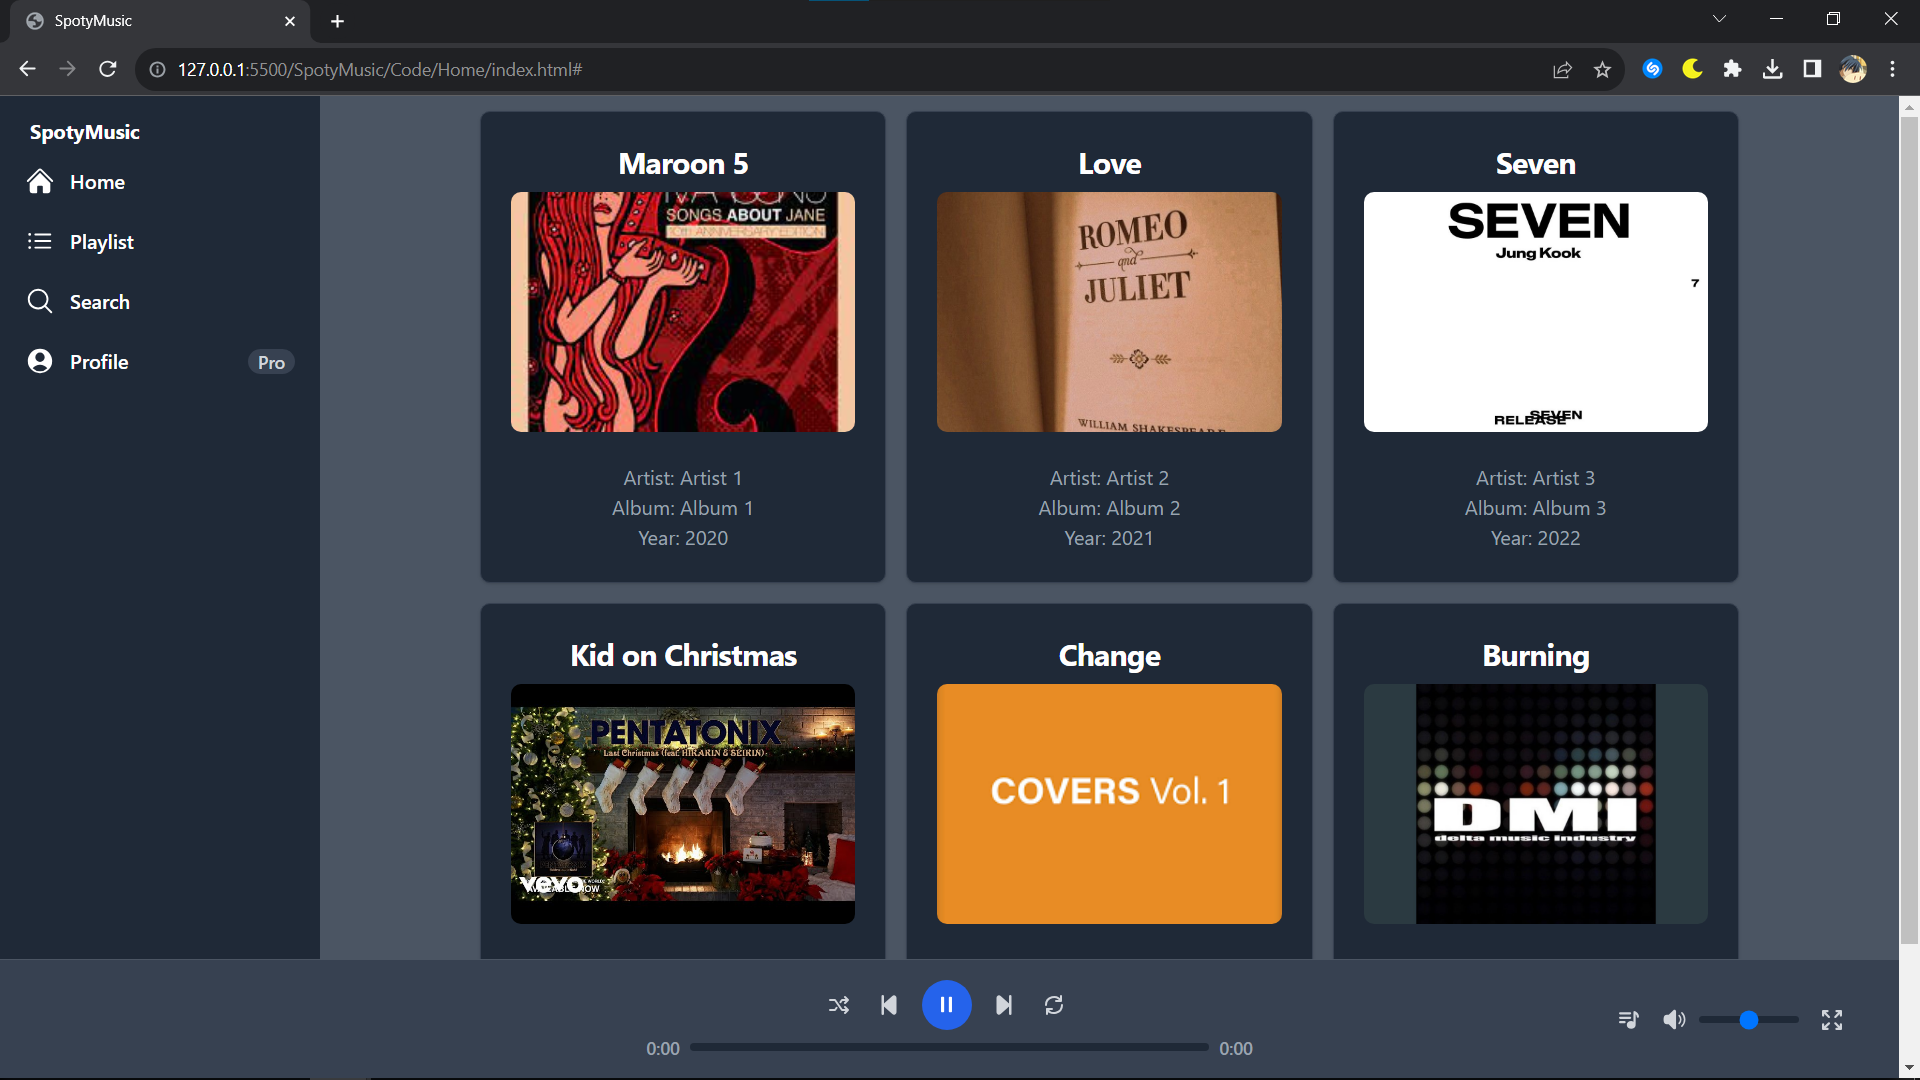 SpotyMusic
127.0.0.1:5500/SpotyMusic/Code/Home/index.html#
SpotyMusic
Home
Playlist
Search
Profile
Pro
Maroon 5
SONGS ABOUT JANE
10th ANNIVERSARY EDITION
Artist: Artist 1
Album: Album 1
Year: 2020
Love
ROMEO
and
JULIET
WILLIAM SHAKESPEARE
Artist: Artist 2
Album: Album 2
Year: 2021
Seven
SEVEN
Jung Kook
7
SEVEN
RELEASE
Artist: Artist 3
Album: Album 3
Year: 2022
Kid on Christmas
PENTATONIX
Last Christmas (feat. HIKAKIN & SEIKIN)
vevo
NOW
Change
COVERS Vol. 1
Burning
DMI
delta music industry
0:00
0:00